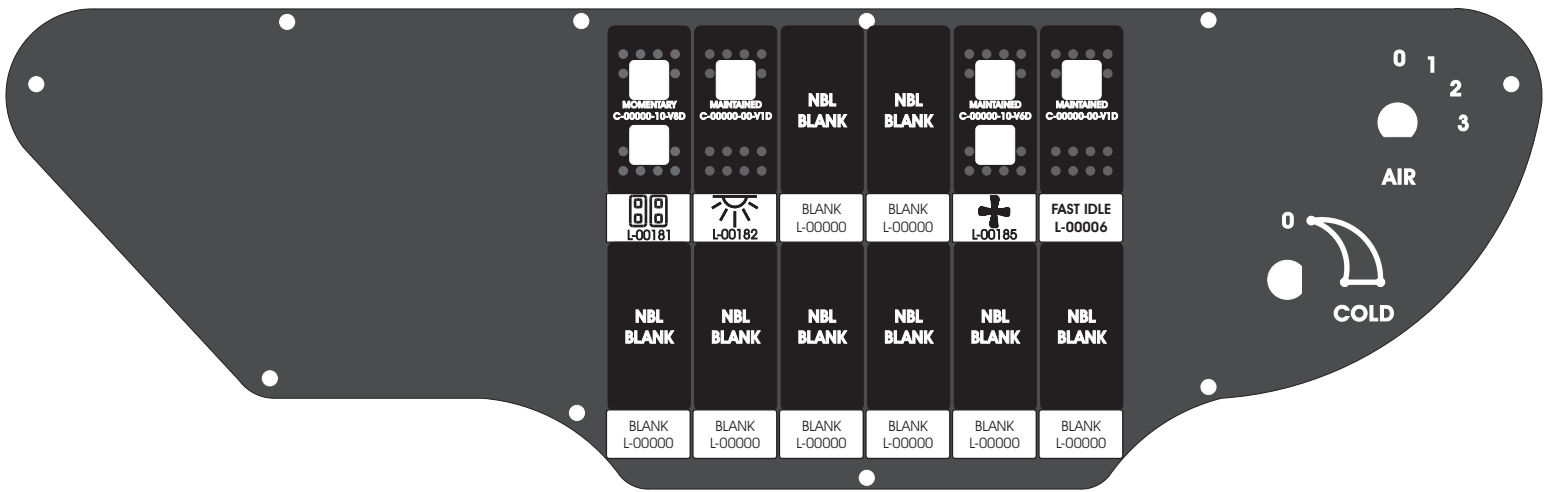 MOMENTARY
C-00000-10-V8D
MAINTAINED
C-00000-00-V1D
NBL
BLANK
NBL
BLANK
MAINTAINED
C-00000-10-V6D
MAINTAINED
C-00000-00-V1D
L-00181
L-00182
BLANK
L-00000
BLANK
L-00000
L-00185
FAST IDLE
L-00006
NBL
BLANK
NBL
BLANK
NBL
BLANK
NBL
BLANK
NBL
BLANK
NBL
BLANK
BLANK
L-00000
BLANK
L-00000
BLANK
L-00000
BLANK
L-00000
BLANK
L-00000
BLANK
L-00000
0
1
2
3
AIR
0
COLD